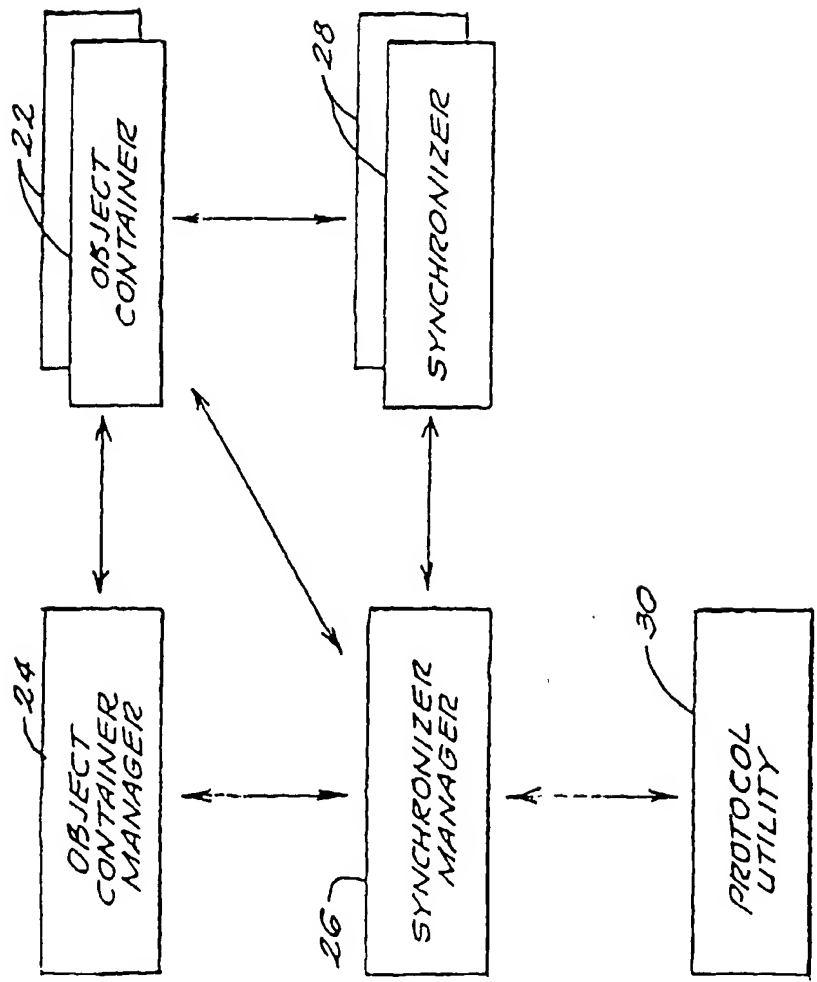 24
22
OBJECT
CONTAINER
MANAGER
OBJECT
CONTAINER
26
28
SYNCHRONIZER
MANAGER
SYNCHRONIZER
30
PROTOCOL
UTILITY